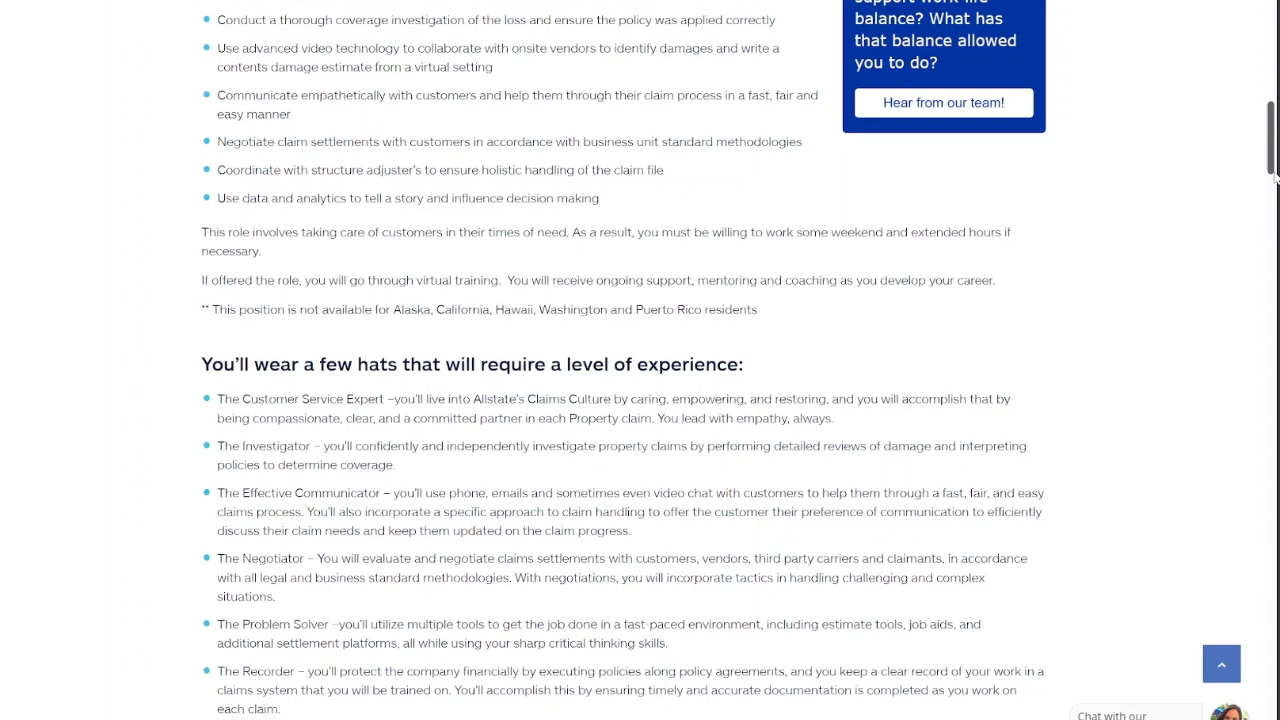 Conduct a thorough coverage investigation of the loss and ensure the policy was applied correctly
Use advanced video technology to collaborate with onsite vendors to identify damages and write a
contents damage estimate from a virtual setting
Communicate empathetically with customers and help them through their claim process in a fast, fair and
easy manner
Negotiate claim settlements with customers in accordance with business unit standard methodologies
Coordinate with structure adjuster's to ensure holistic handling of the claim file
Use data and analytics to tell a story and influence decision making
support work-life
balance? What has
that balance allowed
you to do?
Hear from our team!
This role involves taking care of customers in their times of need. As a result, you must be willing to work some weekend and extended hours if
necessary.
If offered the role, you will go through virtual training.  You will receive ongoing support, mentoring and coaching as you develop your career.
** This position is not available for Alaska, California, Hawaii, Washington and Puerto Rico residents
You'll wear a few hats that will require a level of experience:
The Customer Service Expert –you'll live into Allstate's Claims Culture by caring, empowering, and restoring, and you will accomplish that by
being compassionate, clear, and a committed partner in each Property claim. You lead with empathy, always.
The Investigator – you'll confidently and independently investigate property claims by performing detailed reviews of damage and interpreting
policies to determine coverage.
The Effective Communicator – you'll use phone, emails and sometimes even video chat with customers to help them through a fast, fair, and easy
claims process. You'll also incorporate a specific approach to claim handling to offer the customer their preference of communication to efficiently
discuss their claim needs and keep them updated on the claim progress.
The Negotiator – You will evaluate and negotiate claims settlements with customers, vendors, third party carriers and claimants, in accordance
with all legal and business standard methodologies. With negotiations, you will incorporate tactics in handling challenging and complex
situations.
The Problem Solver –you'll utilize multiple tools to get the job done in a fast-paced environment, including estimate tools, job aids, and
additional settlement platforms, all while using your sharp critical thinking skills.
The Recorder – you'll protect the company financially by executing policies along policy agreements, and you keep a clear record of your work in a
claims system that you will be trained on. You'll accomplish this by ensuring timely and accurate documentation is completed as you work on
each claim.
Chat with our